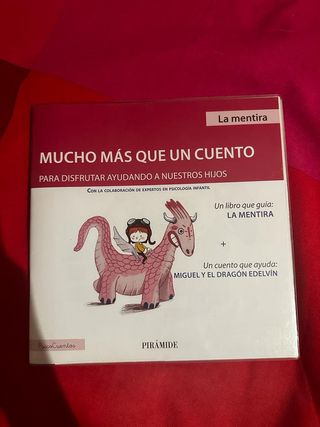 La mentira
MUCHO MÁS QUE UN CUENTO
PARA DISFRUTAR AYUDANDO A NUESTROS HIJOS
CON LA COLABORACIÓN DE EXPERTOS EN PSICOLOGÍA INFANTIL
Un libro que guía:
LA MENTIRA
+
Un cuento que ayuda:
MIGUEL Y EL DRAGÓN EDELVÍN
PsicoCuentos
PIRÁMIDE